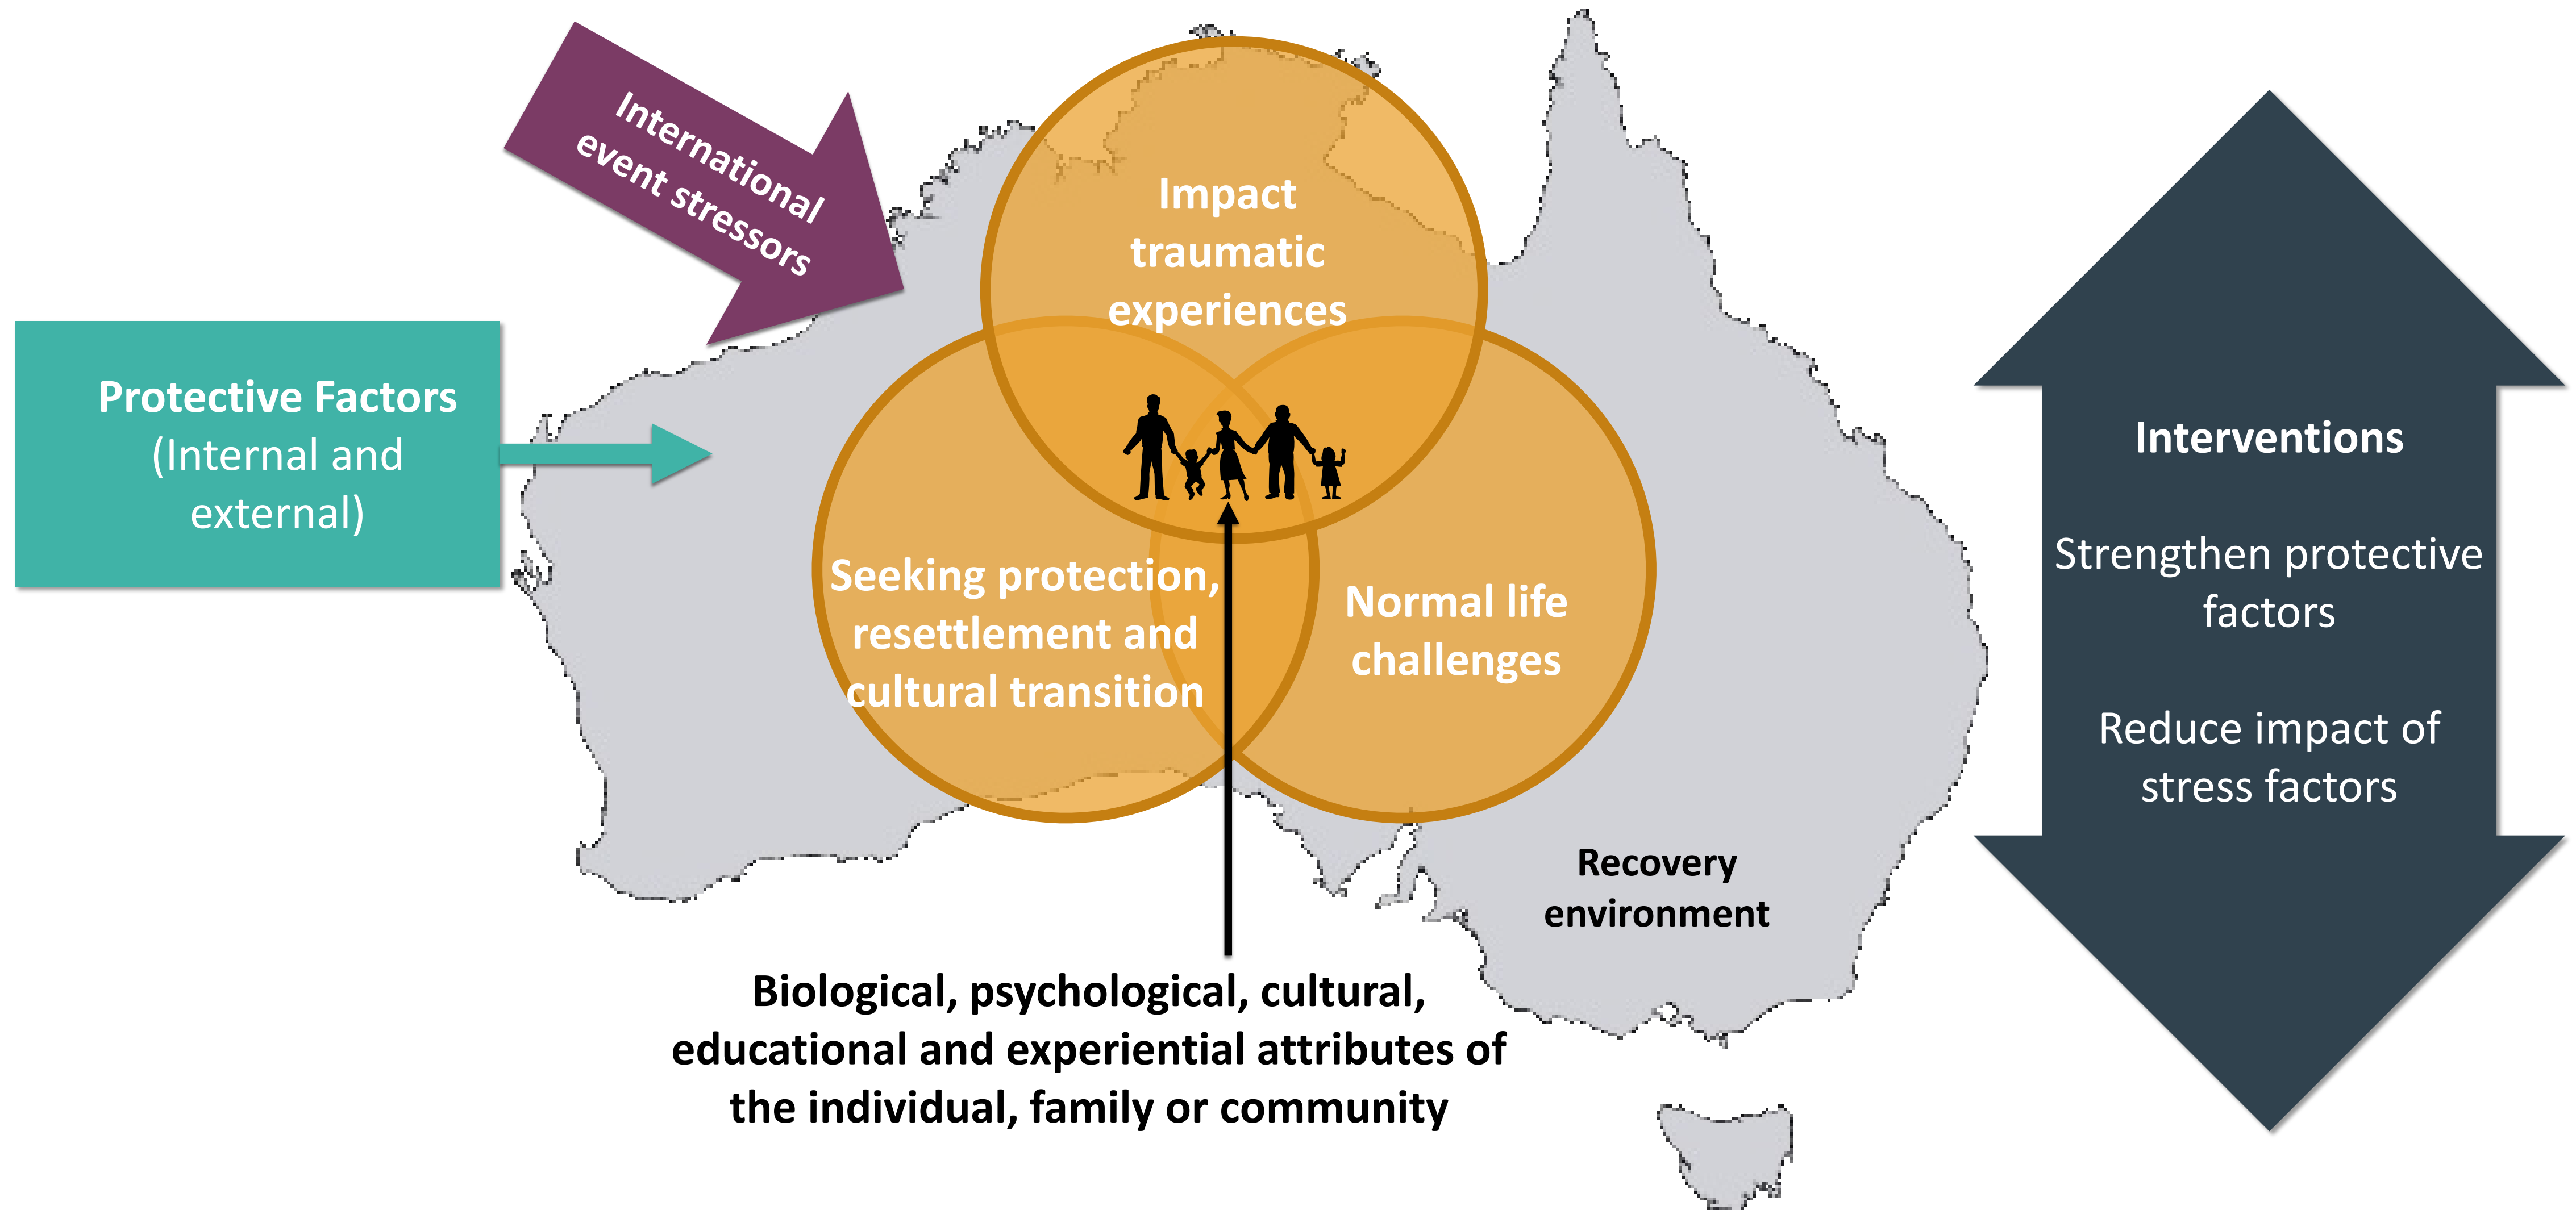 International
event stressors
Protective Factors
(Internal and
external)
Impact
traumatic
experiences
Seeking protection,
resettlement and
cultural transition
Normal life
challenges
Recovery
environment
Biological, psychological, cultural,
educational and experiential attributes of
the individual, family or community
Interventions
Strengthen protective
factors
Reduce impact of
stress factors